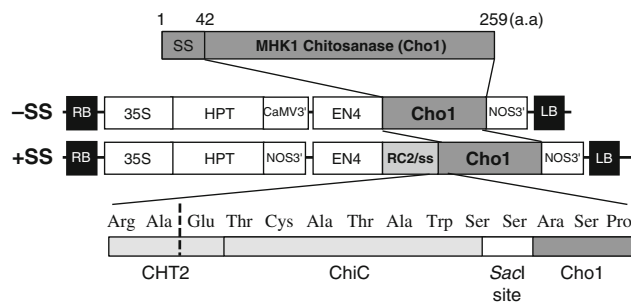 1 42 259 (a.a)
SS MHK1 Chitosanase (Cho1)
–SS RB 35S HPT CaMV3' EN4 Cho1 NOS3' LB
+SS RB 35S HPT NOS3' EN4 RC2/ss Cho1 NOS3' LB
Arg Ala Glu Thr Cys Ala Thr Ala Trp Ser Ser Ara Ser Pro
CHT2 ChiC SacI Cho1
site